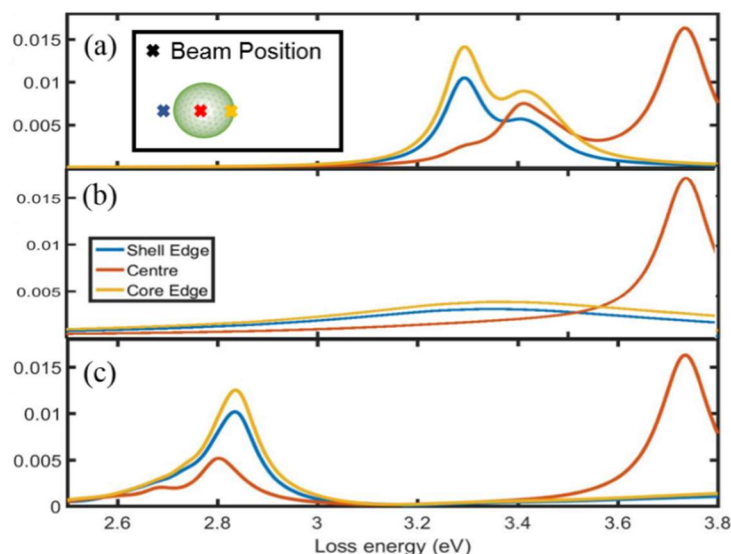 (a)
0.015
0.01
0.005
✖ Beam Position
(b)
0.015
0.01
0.005
Shell Edge
Centre
Core Edge
(c)
0.015
0.01
0.005
0
2.6 2.8 3 3.2 3.4 3.6 3.8
Loss energy (eV)